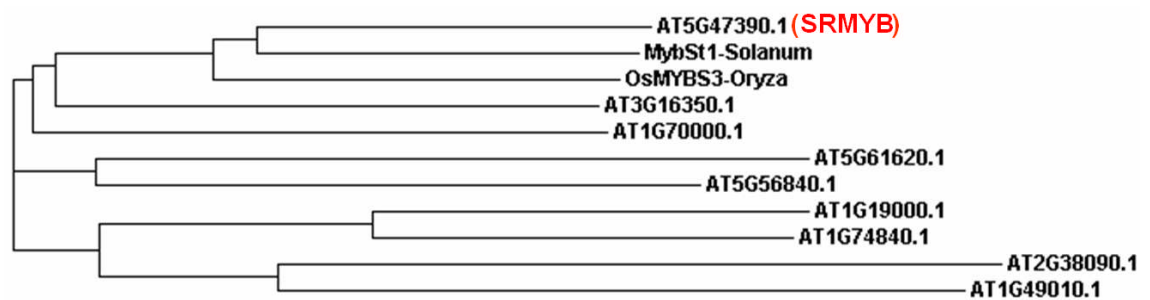 AT5G47390.1 (SRMYB)
MybSt1-Solanum
OsMYBS3-Oryza
AT3G16350.1
AT1G70000.1
AT5G61620.1
AT5G56840.1
AT1G19000.1
AT1G74840.1
AT2G38090.1
AT1G49010.1